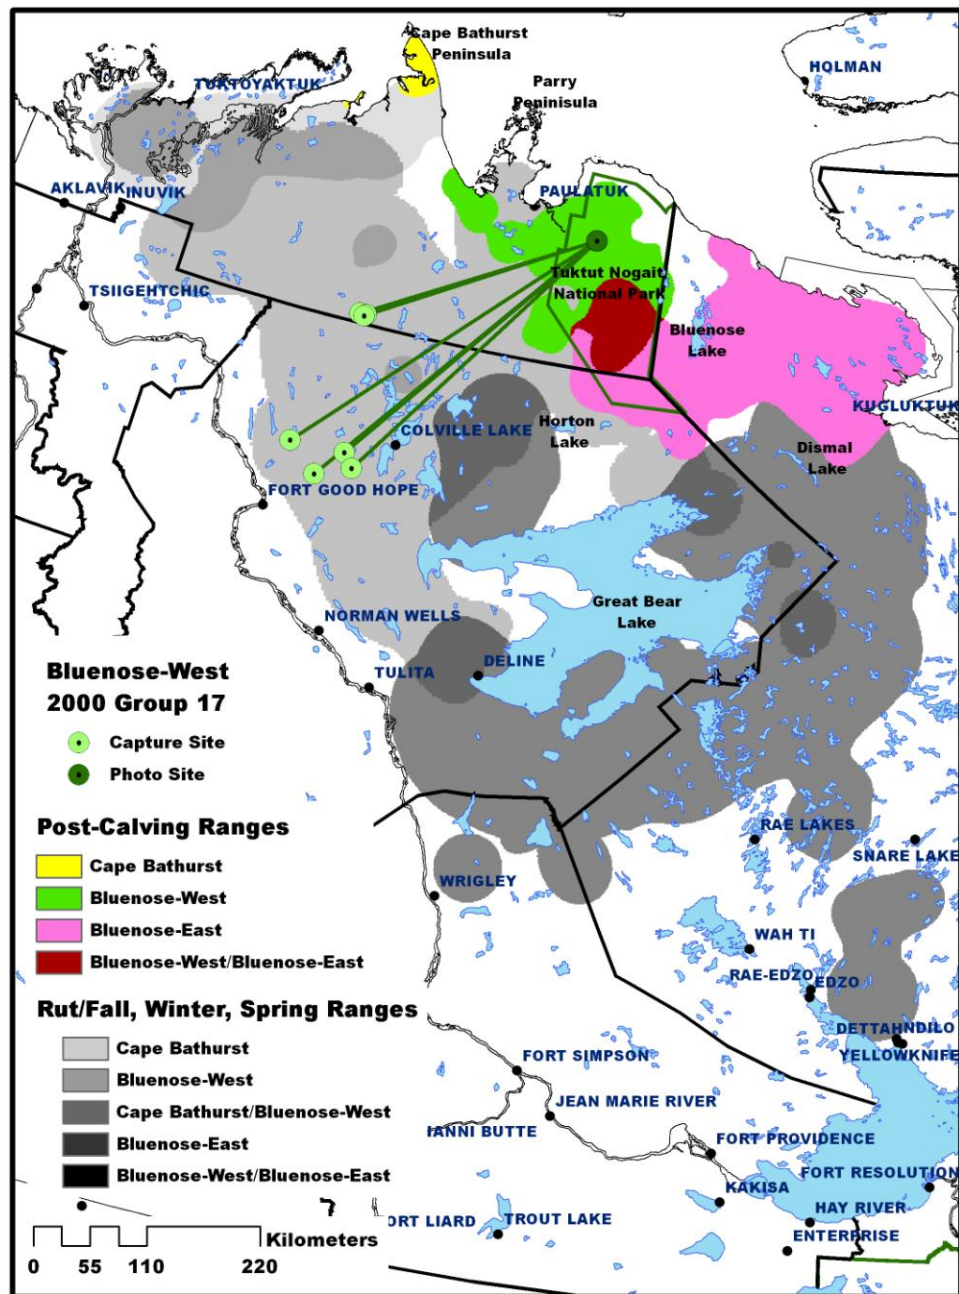 Cape Bathurst
Peninsula
HOLMAN
TUKTOYAKTUK
Parry
Peninisula
AKLAVIK
INUVIK
PAULATUK
TSIIGEHTCHIC
Tuktut Nogait
National Park
Bluenose
Lake
KUGLUKTUK
COLVILLE LAKE
Horton
Lake
Dismal
Lake
FORT GOOD HOPE
Great Bear
Lake
NORMAN WELLS
DELINE
TULITA
Bluenose-West
2000 Group 17
Capture Site
Photo Site
Post-Calving Ranges
Cape Bathurst
Bluenose-West
Bluenose-East
Bluenose-West/Bluenose-East
RAE LAKES
SNARE LAKE
WRIGLEY
WAH TI
RAE-EDZO
EDZO
DETTAH
NDILO
YELLOWKNIFE
Rut/Fall, Winter, Spring Ranges
Cape Bathurst
Bluenose-West
Cape Bathurst/Bluenose-West
Bluenose-East
Bluenose-West/Bluenose-East
FORT SIMPSON
JEAN MARIE RIVER
IANNI BUTTE
FORT PROVIDENCE
FORT RESOLUTION
KAKISA
HAY RIVER
ORT LIARD
TROUT LAKE
ENTERPRISE
Kilometers
0 55 110 220